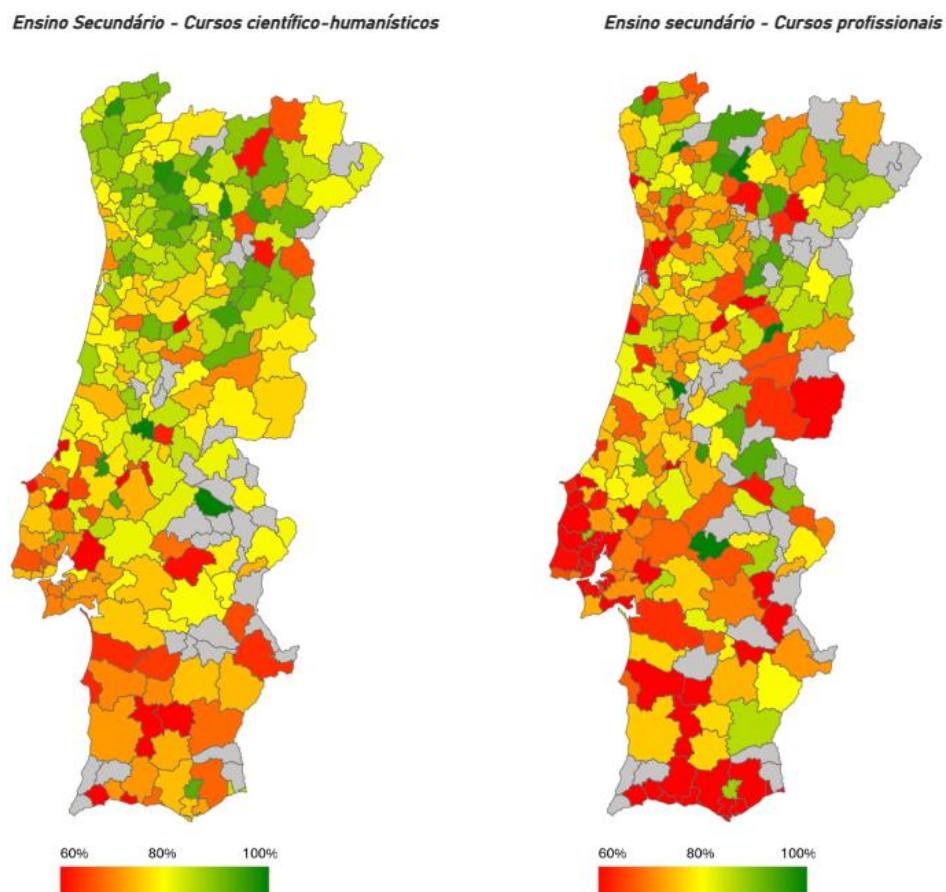 Ensino Secundário - Cursos científico-humanísticos
Ensino secundário - Cursos profissionais
60% 80% 100%
60% 80% 100%